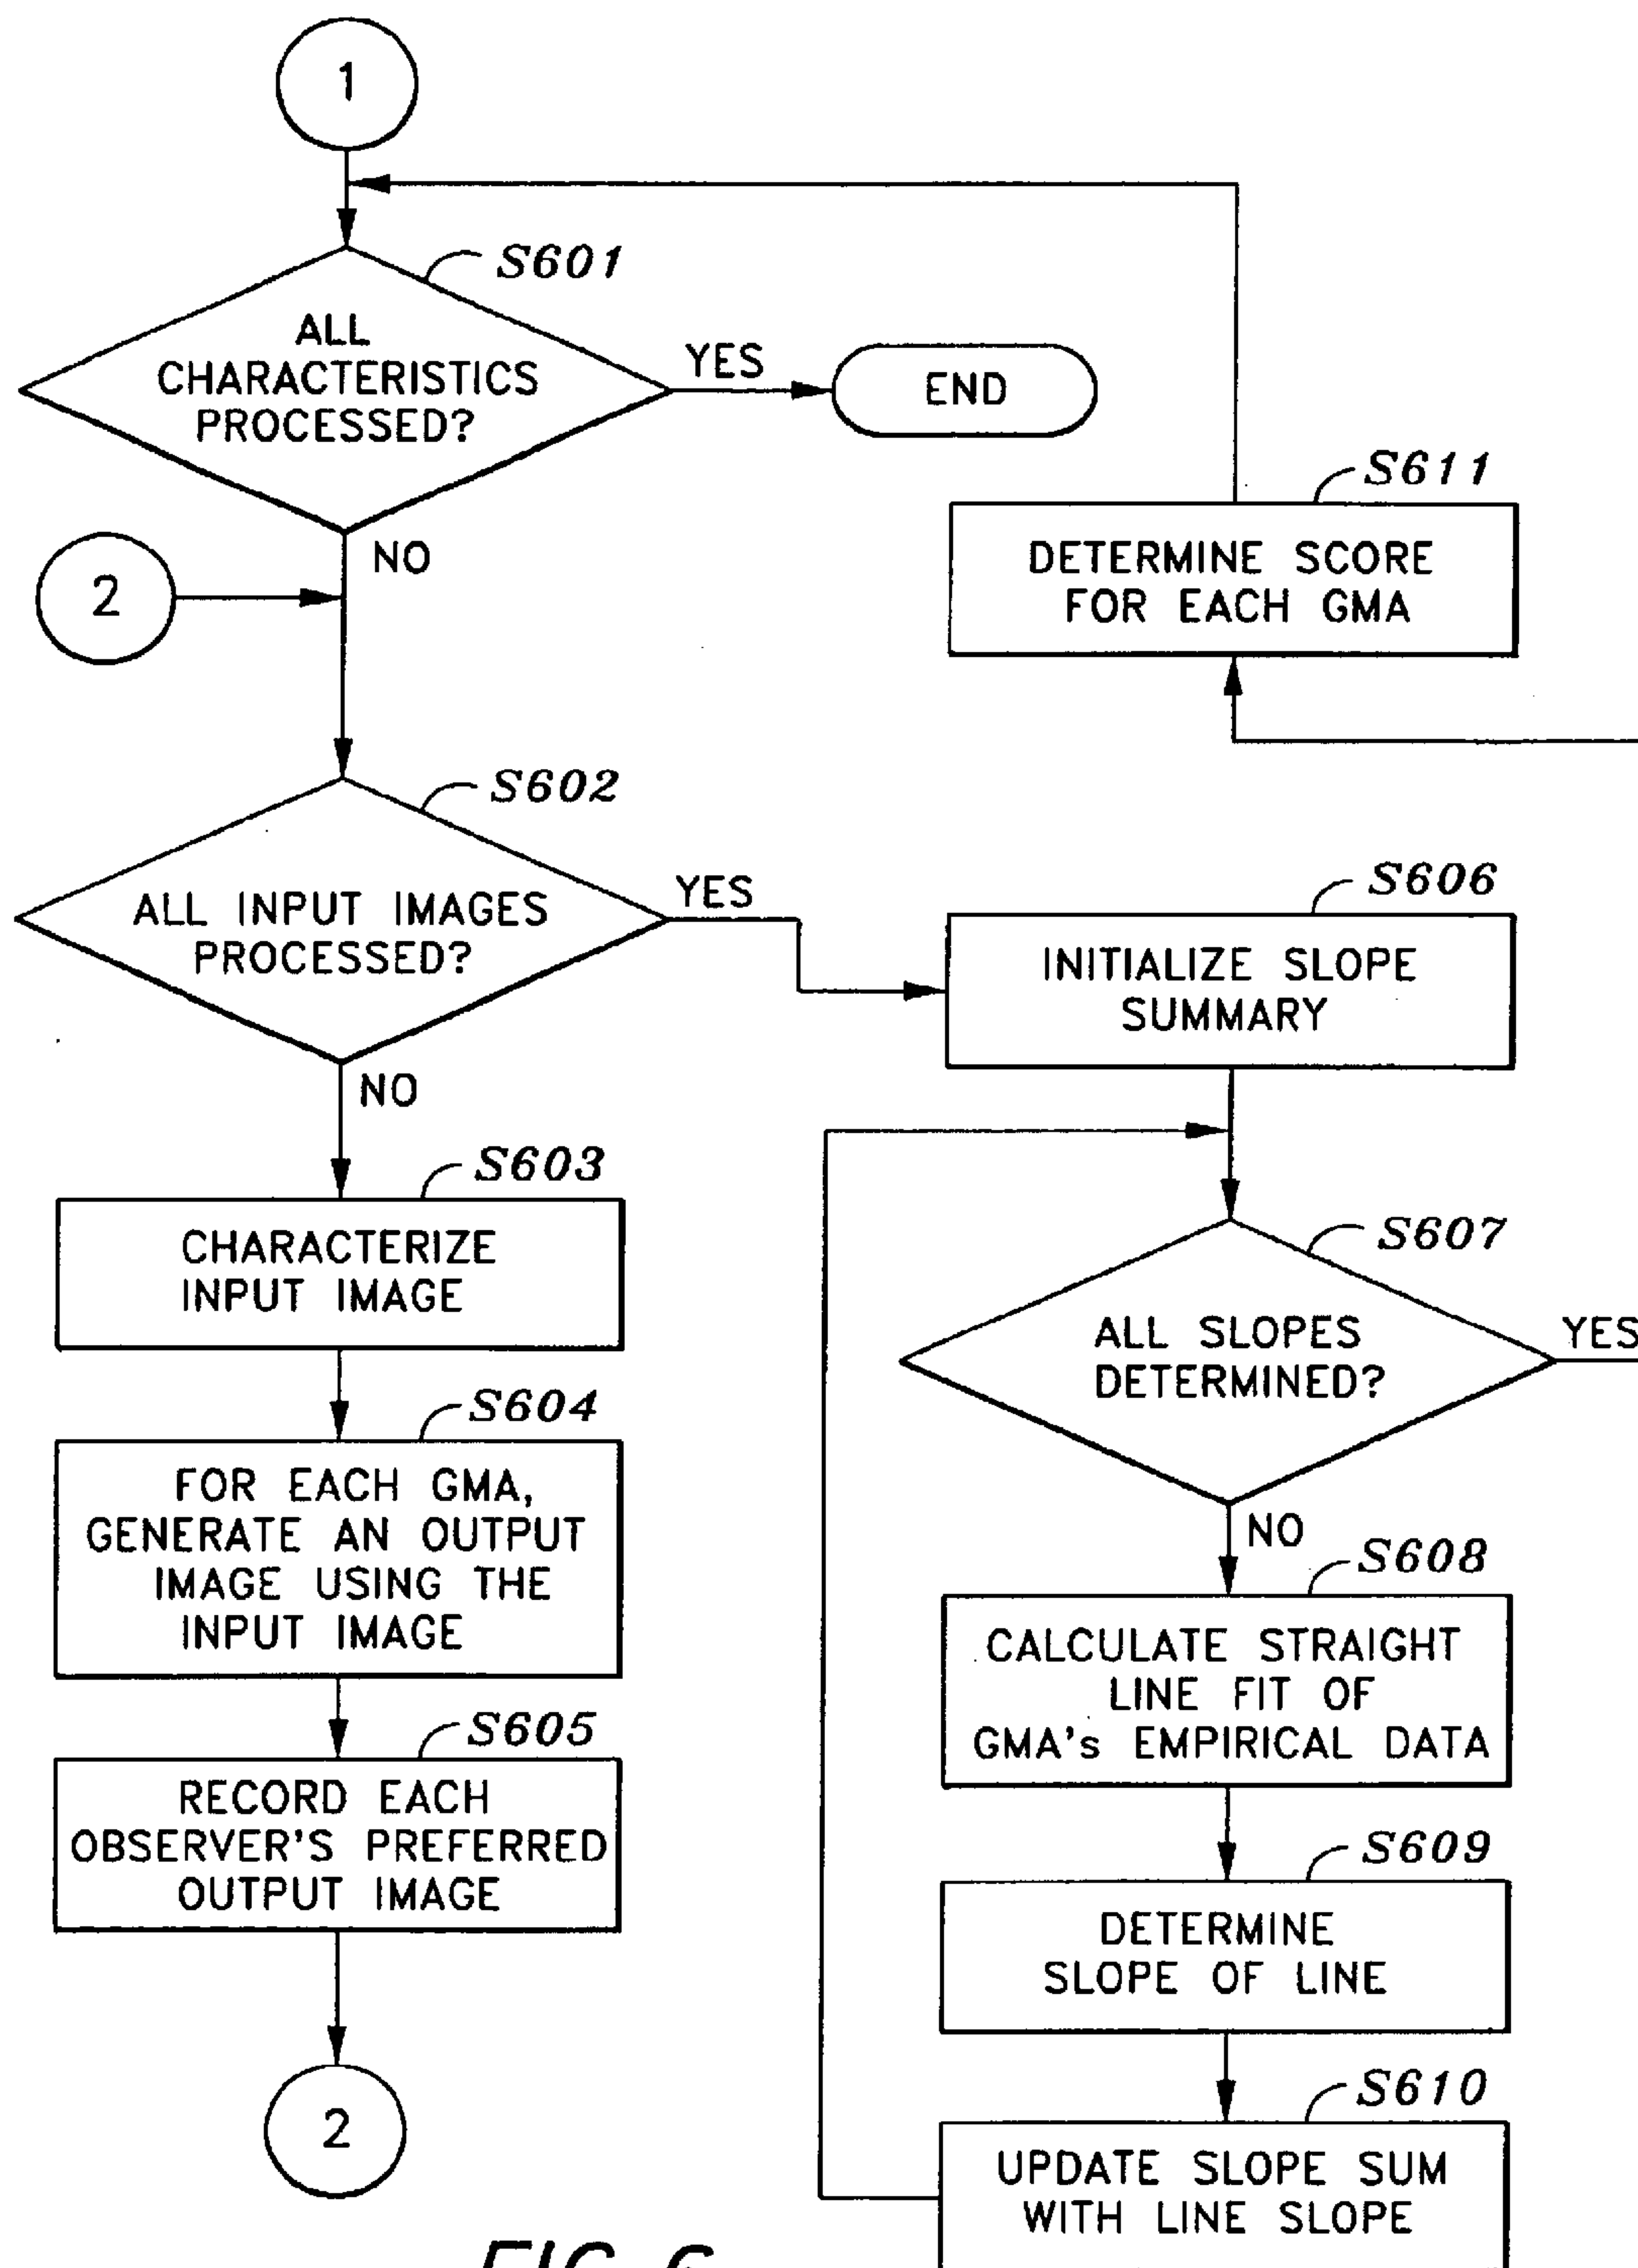 1
S601
ALL
CHARACTERISTICS
PROCESSED?
YES
END
NO
2
S611
DETERMINE SCORE
FOR EACH GMA
S602
ALL INPUT IMAGES
PROCESSED?
YES
NO
S606
INITIALIZE SLOPE
SUMMARY
S603
CHARACTERIZE
INPUT IMAGE
S604
FOR EACH GMA,
GENERATE AN OUTPUT
IMAGE USING THE
INPUT IMAGE
S605
RECORD EACH
OBSERVER'S PREFERRED
OUTPUT IMAGE
2
S607
ALL SLOPES
DETERMINED?
YES
NO
S608
CALCULATE STRAIGHT
LINE FIT OF
GMA's EMPIRICAL DATA
S609
DETERMINE
SLOPE OF LINE
S610
UPDATE SLOPE SUM
WITH LINE SLOPE
FIG. 6